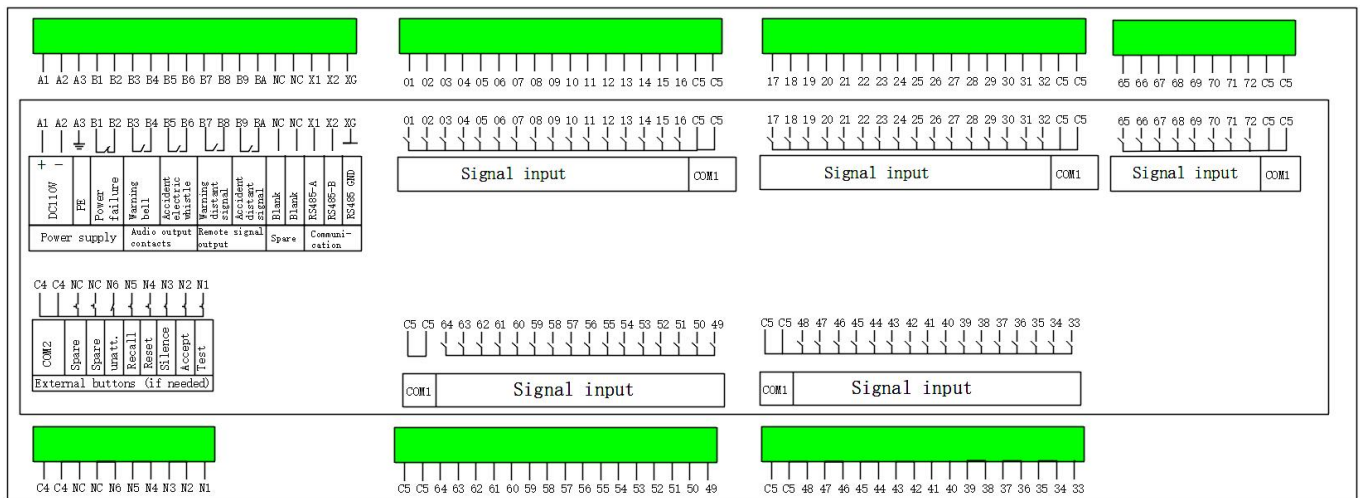 A1 A2 A3 B1 B2 B3 B4 B5 B6 B7 B8 B9 BA NC NC X1 X2 XG
01 02 03 04 05 06 07 08 09 10 11 12 13 14 15 16 C5 C5
17 18 19 20 21 22 23 24 25 26 27 28 29 30 31 32 C5 C5
65 66 67 68 69 70 71 72 C5 C5
A1 A2 A3 B1 B2 B3 B4 B5 B6 B7 B8 B9 BA NC NC X1 X2 XG
+ −
DC110V
PE
Power
failure
Warning
bell
Accident
electric
whistle
Warning
distant
signal
Accident
distant
signal
Blank
Blank
RS485-A
RS485-B
RS485 GND
Power supply
Audio output
contacts
Remote signal
output
Spare
Communi-
cation
01 02 03 04 05 06 07 08 09 10 11 12 13 14 15 16 C5 C5
Signal input
COM1
17 18 19 20 21 22 23 24 25 26 27 28 29 30 31 32 C5 C5
Signal input
COM1
65 66 67 68 69 70 71 72 C5 C5
Signal input
COM1
C4 C4 NC NC N6 N5 N4 N3 N2 N1
COM2
Spare
Spare
unatt.
Recall
Reset
Silence
Accept
Test
External buttons (if needed)
C5 C5 64 63 62 61 60 59 58 57 56 55 54 53 52 51 50 49
COM1
Signal input
C5 C5 48 47 46 45 44 43 42 41 40 39 38 37 36 35 34 33
COM1
Signal input
C4 C4 NC NC N6 N5 N4 N3 N2 N1
C5 C5 64 63 62 61 60 59 58 57 56 55 54 53 52 51 50 49
C5 C5 48 47 46 45 44 43 42 41 40 39 38 37 36 35 34 33